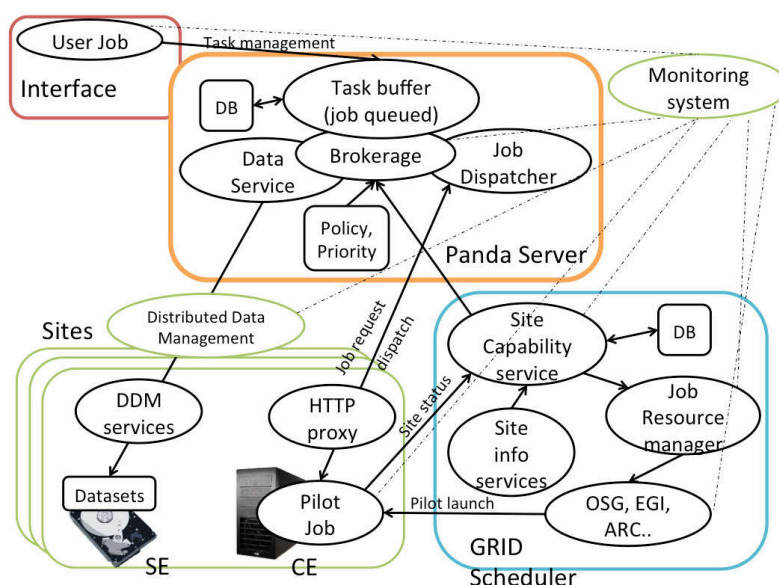 User Job
Interface
Task management
Task buffer
(job queued)
DB
Monitoring
system
Data
Service
Brokerage
Job
Dispatcher
Policy,
Priority
Panda Server
Sites
Distributed Data
Management
Job request
dispatch
Site
Capability
service
DB
DDM
services
HTTP
proxy
Site status
Site
info
services
Job
Resource
manager
Datasets
Pilot
Job
Pilot launch
OSG, EGI,
ARC..
SE
CE
GRID
Scheduler